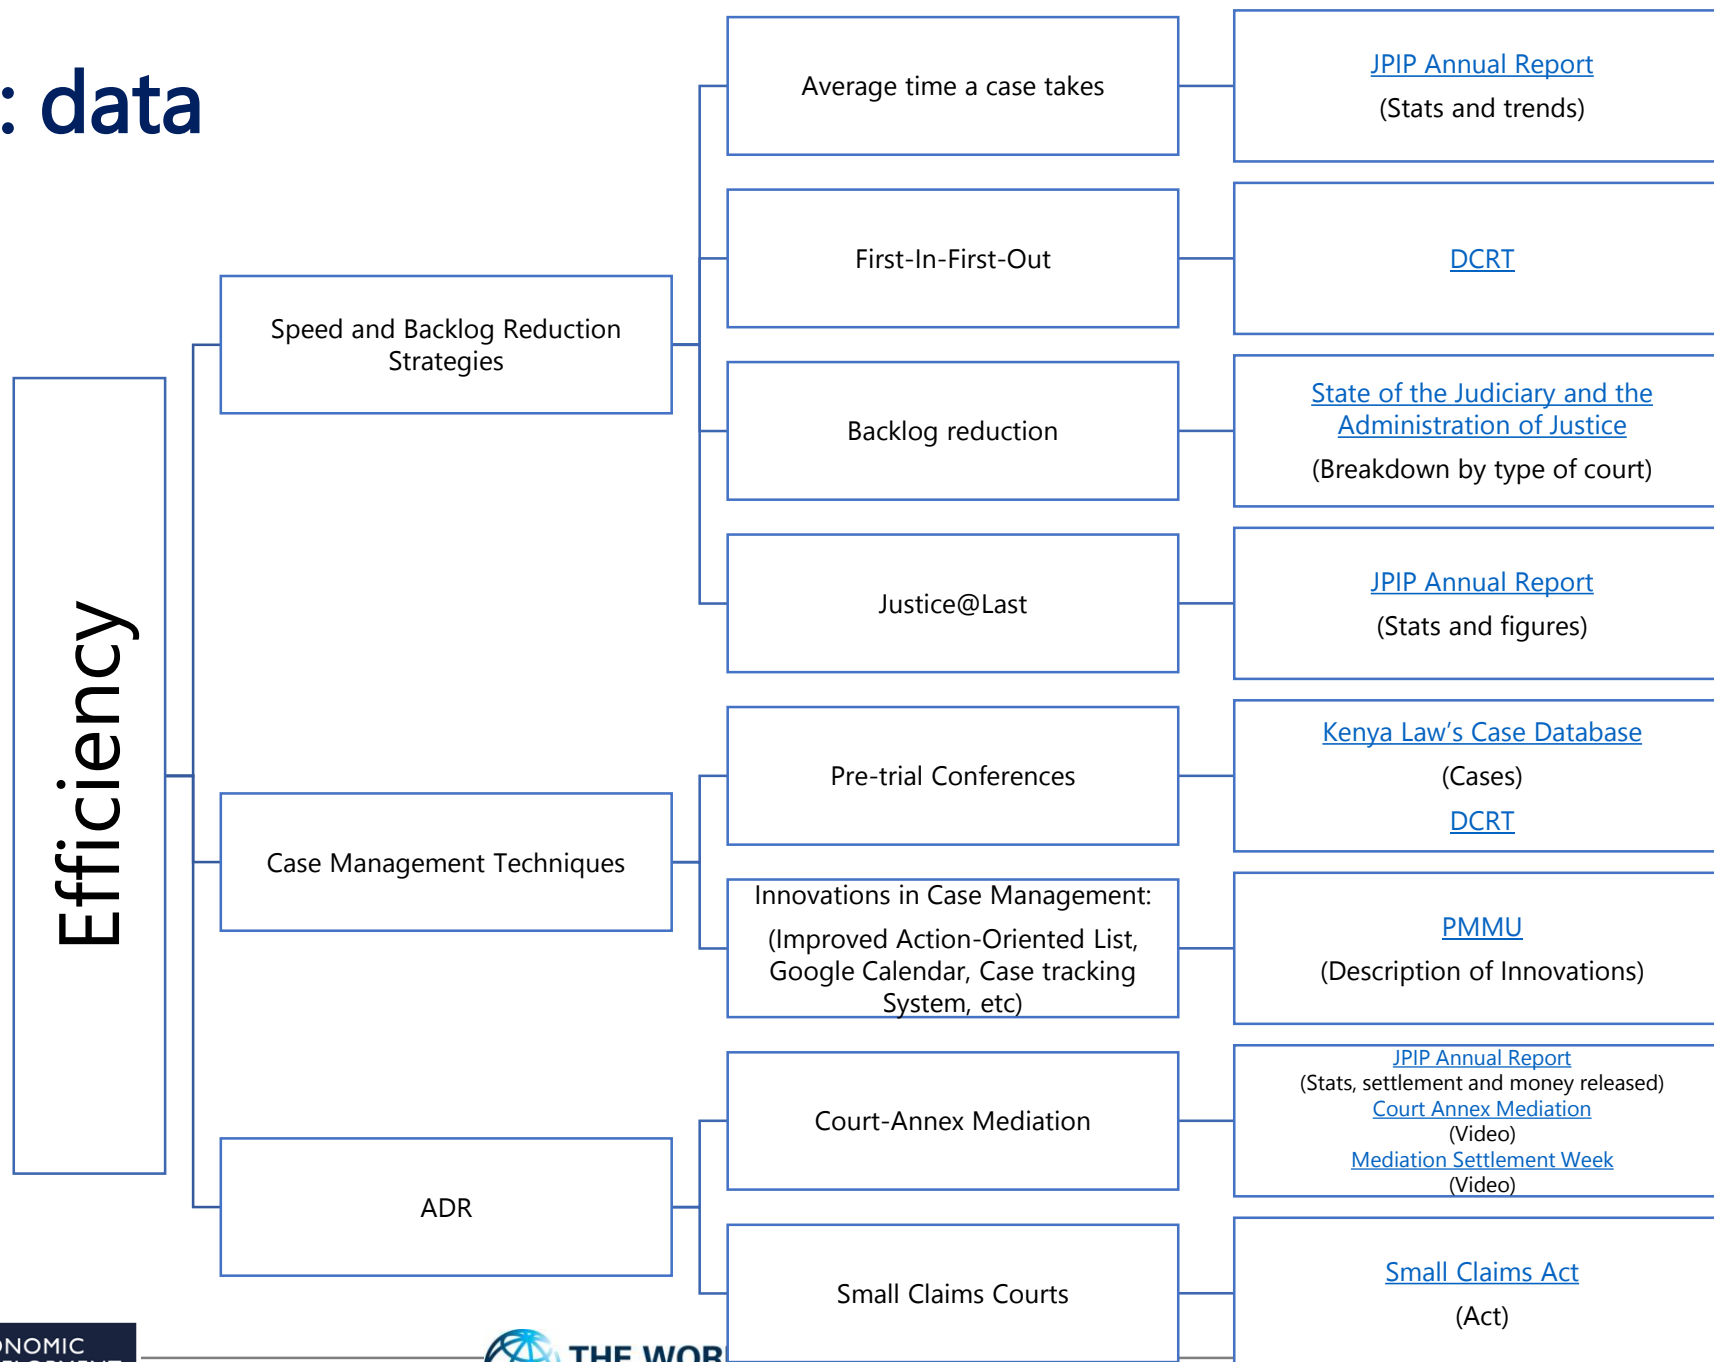 : data
Efficiency
Speed and Backlog Reduction
Strategies
Average time a case takes
JPIP Annual Report
(Stats and trends)
First-In-First-Out
DCRT
Backlog reduction
State of the Judiciary and the
Administration of Justice
(Breakdown by type of court)
Justice@Last
JPIP Annual Report
(Stats and figures)
Case Management Techniques
Pre-trial Conferences
Kenya Law’s Case Database
(Cases)
DCRT
Innovations in Case Management:
(Improved Action-Oriented List,
Google Calendar, Case tracking
System, etc)
PMMU
(Description of Innovations)
ADR
Court-Annex Mediation
JPIP Annual Report
(Stats, settlement and money released)
Court Annex Mediation
(Video)
Mediation Settlement Week
(Video)
Small Claims Courts
Small Claims Act
(Act)
THE